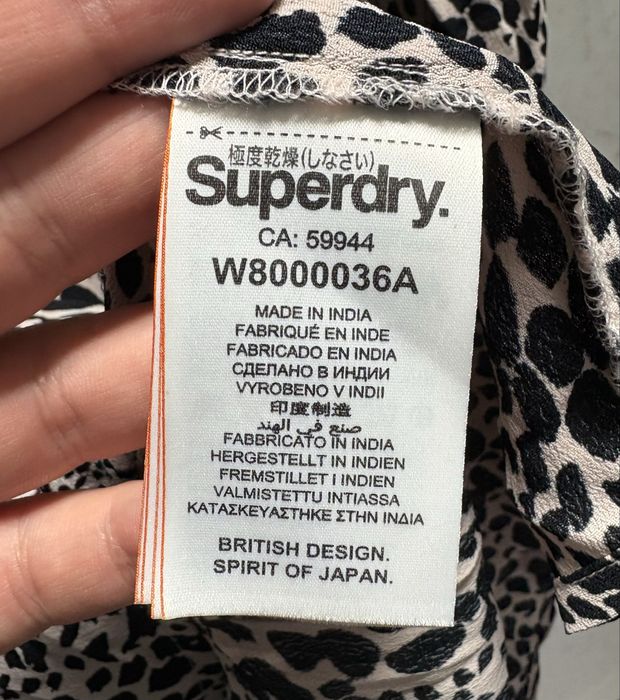 極度乾燥(しなさい)
Superdry.
CA: 59944
W8000036A
MADE IN INDIA
FABRIQUÉ EN INDE
FABRICADO EN INDIA
СДЕЛАНО В ИНДИИ
VYROBENO V INDII
印度制造
صنع في الهند
FABBRICATO IN INDIA
HERGESTELLT IN INDIEN
FREMSTILLET I INDIEN
VALMISTETTU INTIASSA
ΚΑΤΑΣΚΕΥΑΣΤΗΚΕ ΣΤΗΝ ΙΝΔΙΑ
BRITISH DESIGN.
SPIRIT OF JAPAN.